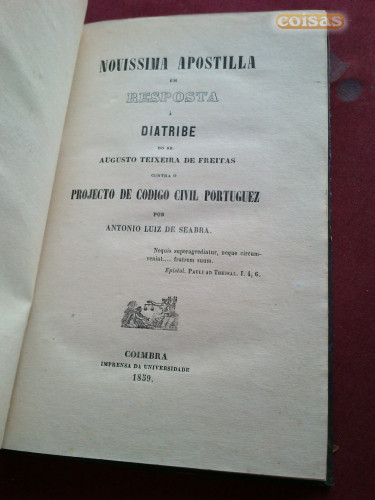 coisas
NOVISSIMA APOSTILLA
EM
RESPOSTA
Á
DIATRIBE
DO SR.
AUGUSTO TEIXEIRA DE FREITAS
CONTRA O
PROJECTO DE CODIGO CIVIL PORTUGUEZ
POR
ANTONIO LUIZ DE SEABRA.
Nequis supergrediatur, neque circum-
veniat.... fratrem suum.
Epistol. PAULI AD THESSAL. I. 4, 6.
COIMBRA
IMPRENSA DA UNIVERSIDADE
1859.